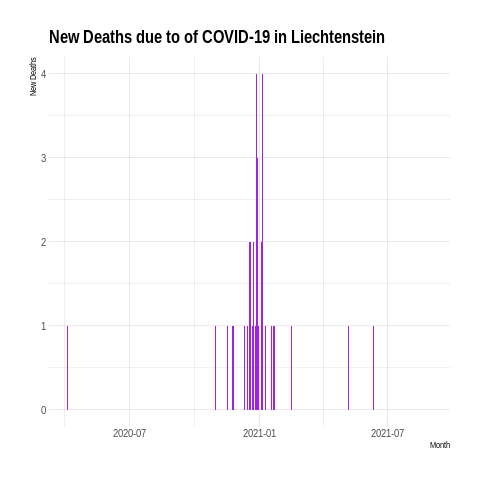 New Deaths due to of COVID-19 in Liechtenstein
New Deaths
4
3
2
1
0
2020-07
2021-01
2021-07
Month